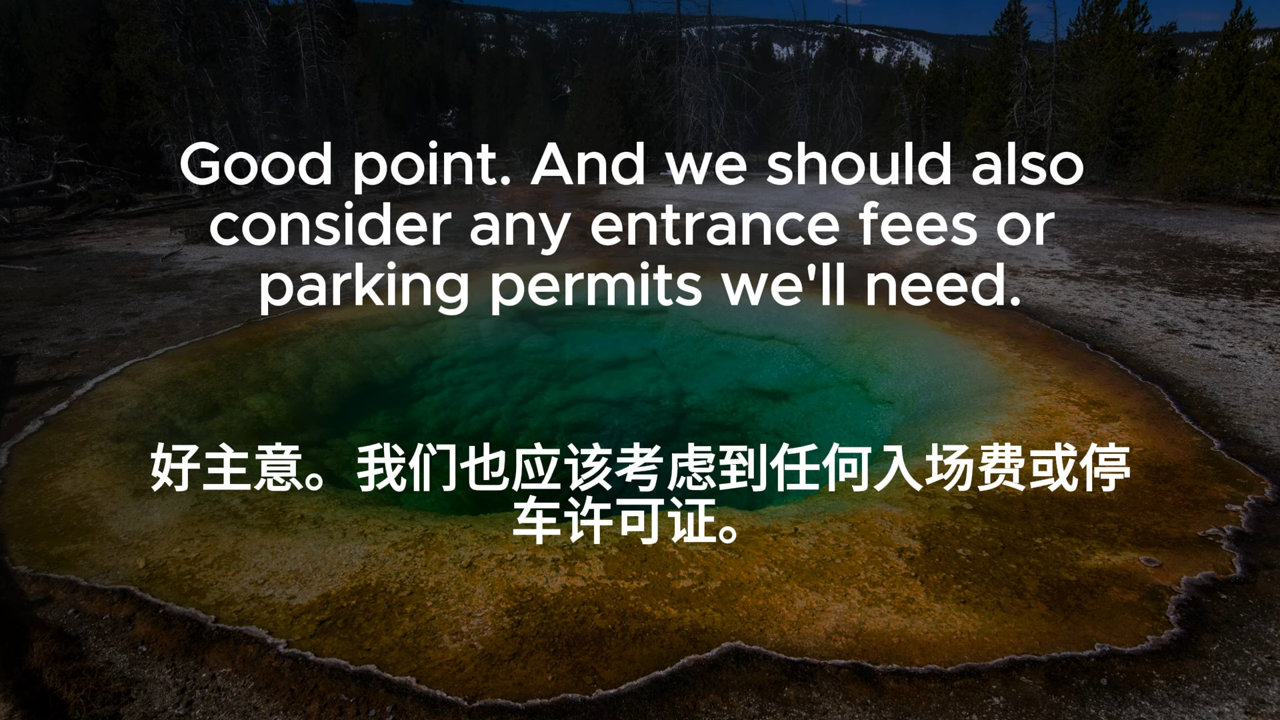 Good point. And we should also
consider any entrance fees or
parking permits we'll need.
好主意。我们也应该考虑到任何入场费或停
车许可证。